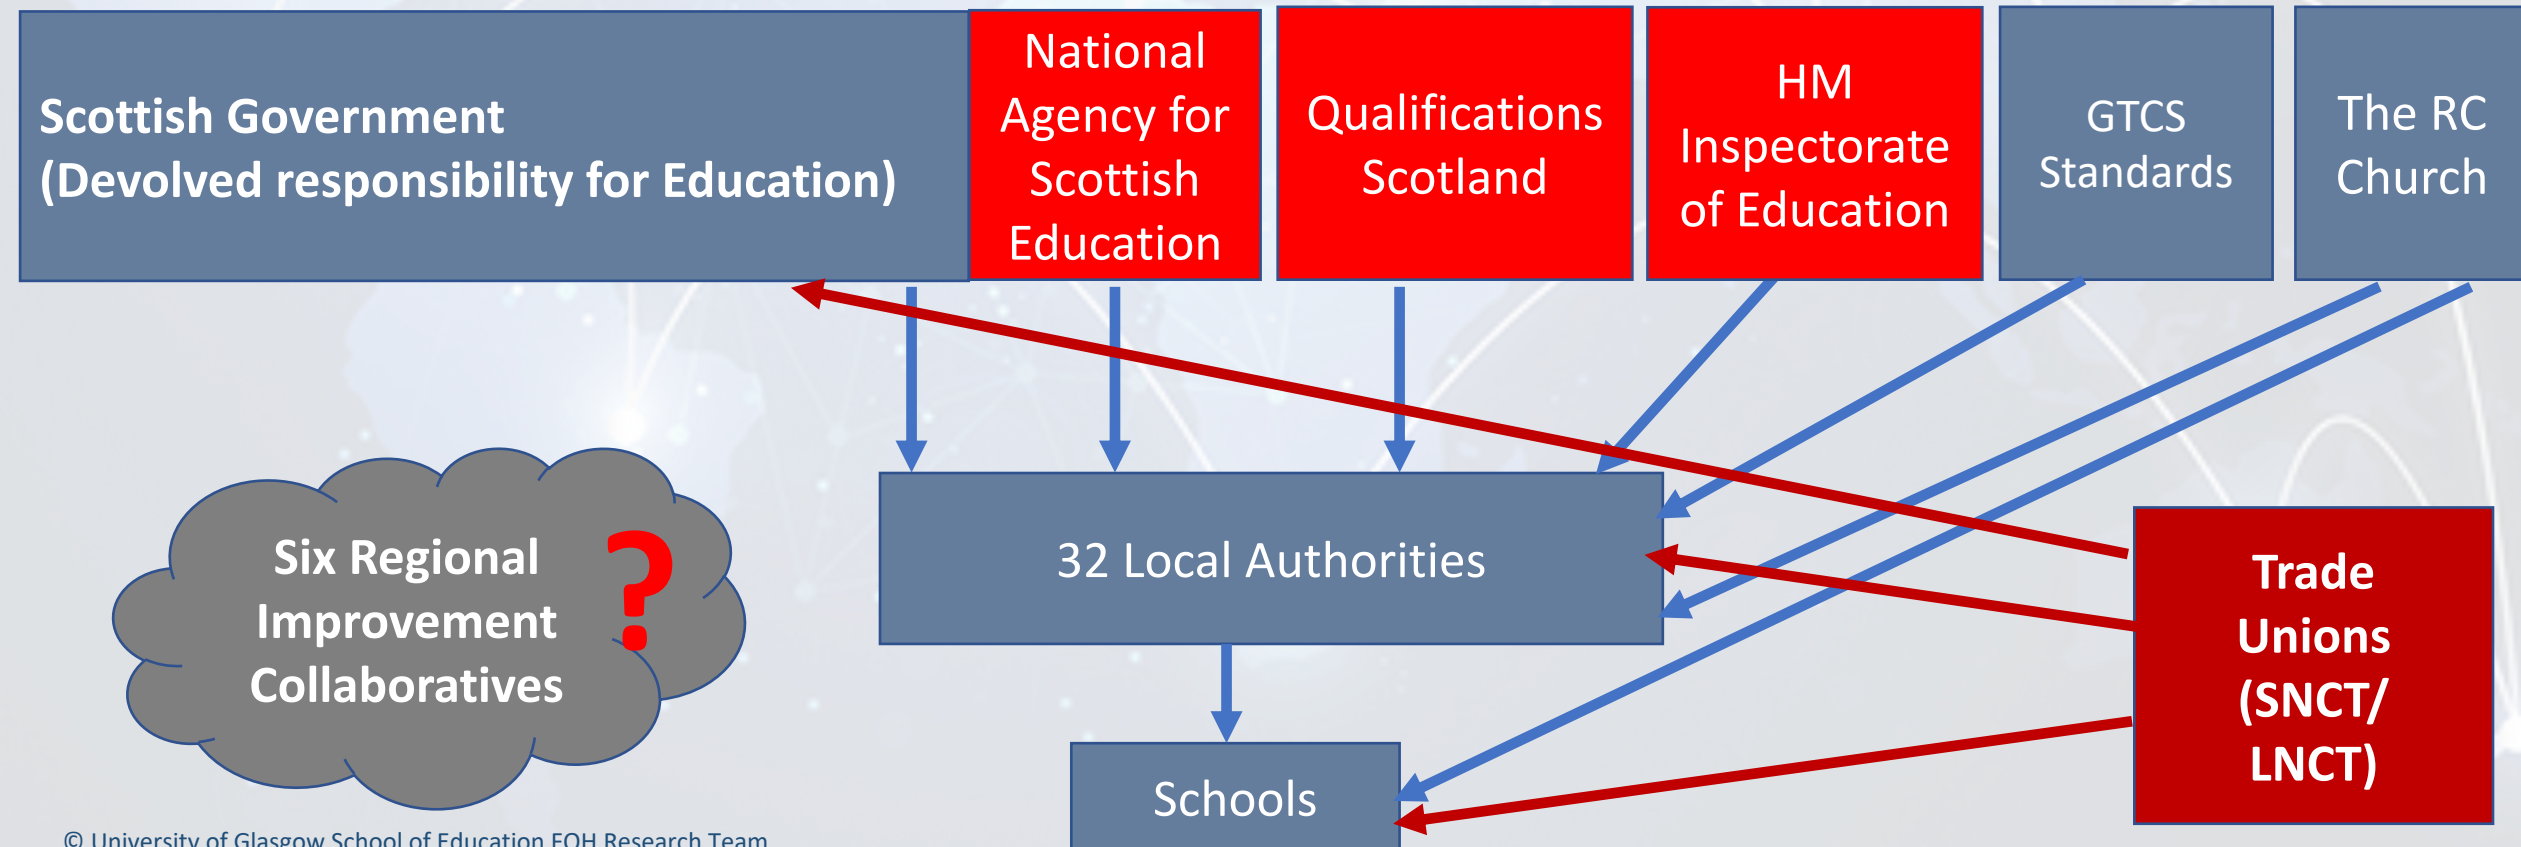 Scottish Government
(Devolved responsibility for Education)
National
Agency for
Scottish
Education
Qualifications
Scotland
HM
Inspectorate
of Education
GTCS
Standards
The RC
Church
Six Regional
Improvement
Collaboratives
?
32 Local Authorities
Trade
Unions
(SNCT/
LNCT)
Schools
© University of Glasgow School of Education EQH Research Team